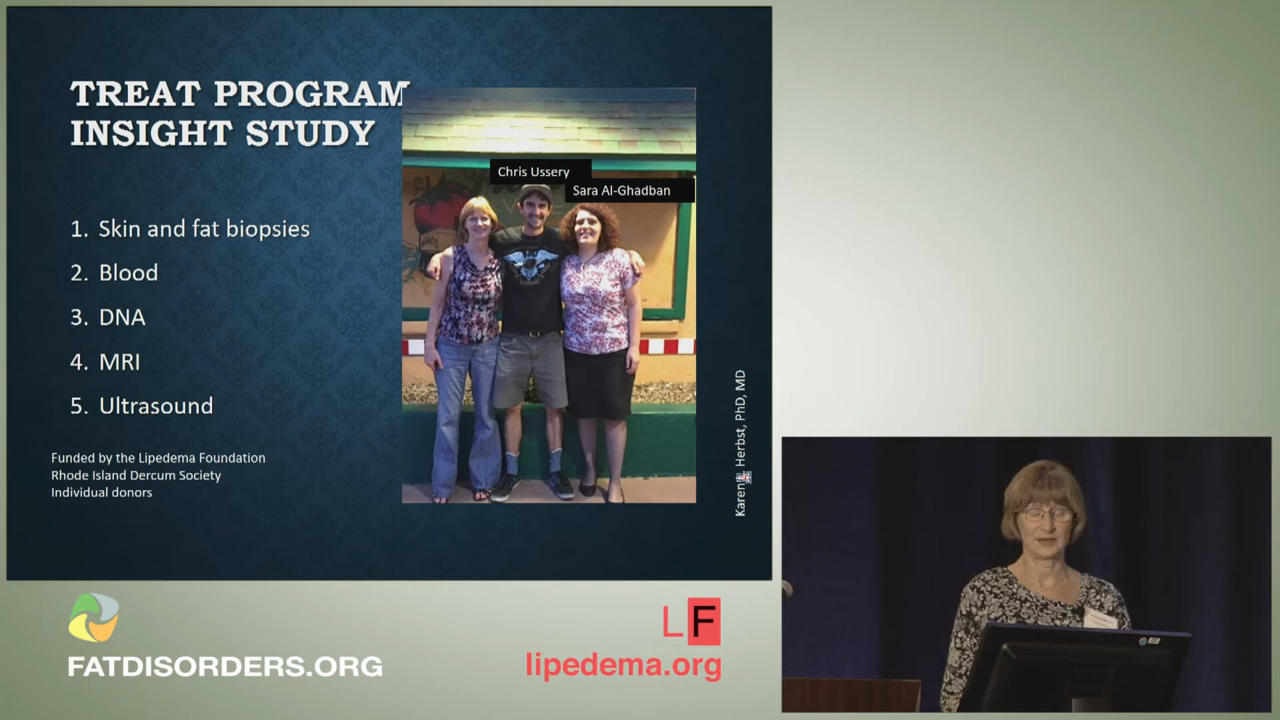 TREAT PROGRAM
INSIGHT STUDY
Chris Ussery
Sara Al-Ghadban
1. Skin and fat biopsies
2. Blood
3. DNA
4. MRI
5. Ultrasound
Funded by the Lipedema Foundation
Rhode Island Dercum Society
Individual donors
Karen Herbst, PhD, MD
LF
FATDISORDERS.ORG
lipedema.org